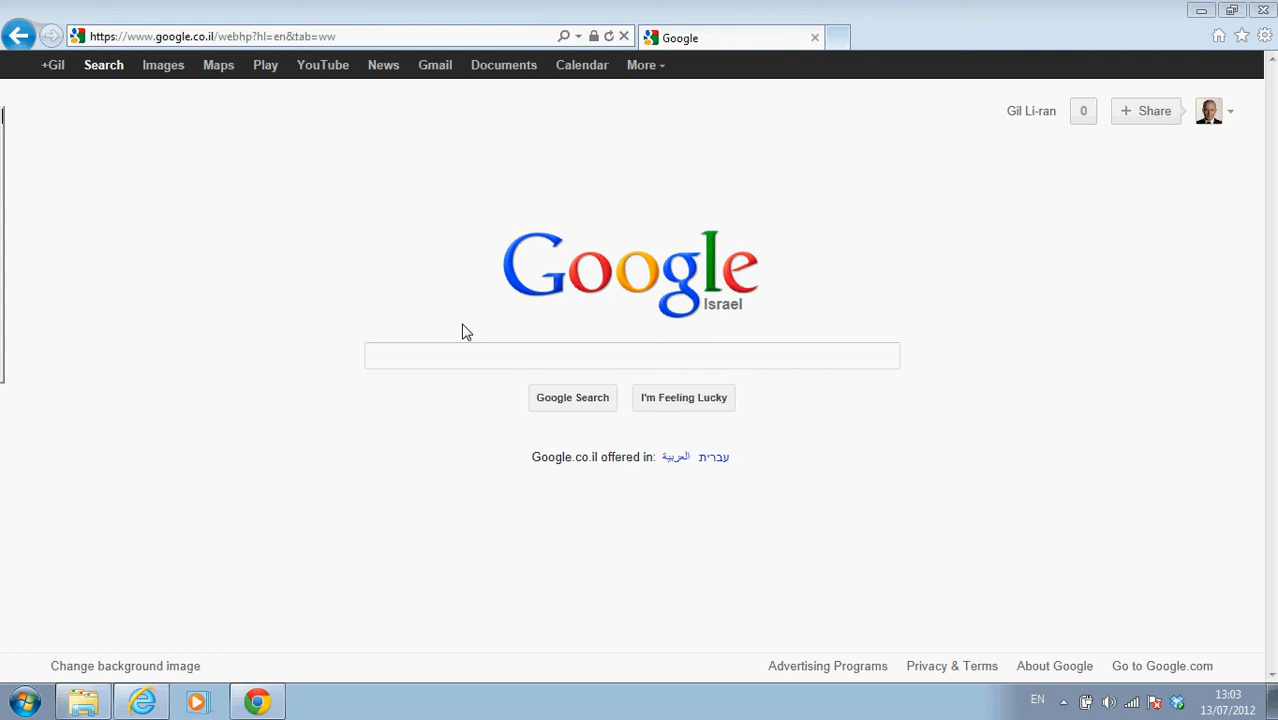 https://www.google.co.il/webhp?hl=en&tab=ww
Google
+Gil Search Images Maps Play YouTube News Gmail Documents Calendar More
Gil Li-ran 0 + Share
Google
Israel
Google Search I'm Feeling Lucky
Google.co.il offered in: العربية עברית
Change background image Advertising Programs Privacy & Terms About Google Go to Google.com
EN 13:03
13/07/2012